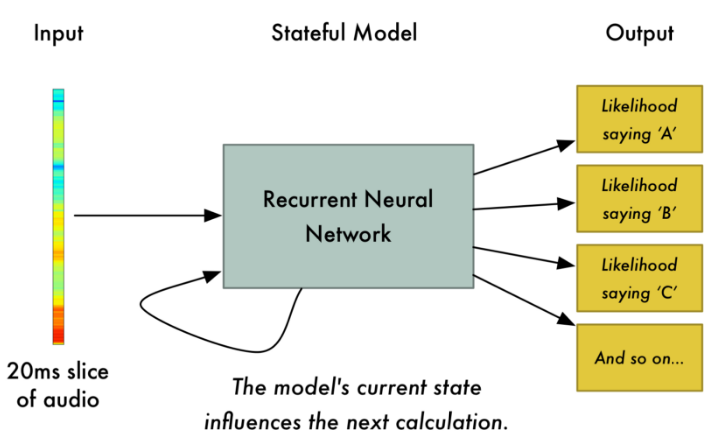 Input
Stateful Model
Output
Likelihood
saying ‘A’
Recurrent Neural
Network
Likelihood
saying ‘B’
Likelihood
saying ‘C’
And so on...
20ms slice
of audio
The model's current state
influences the next calculation.